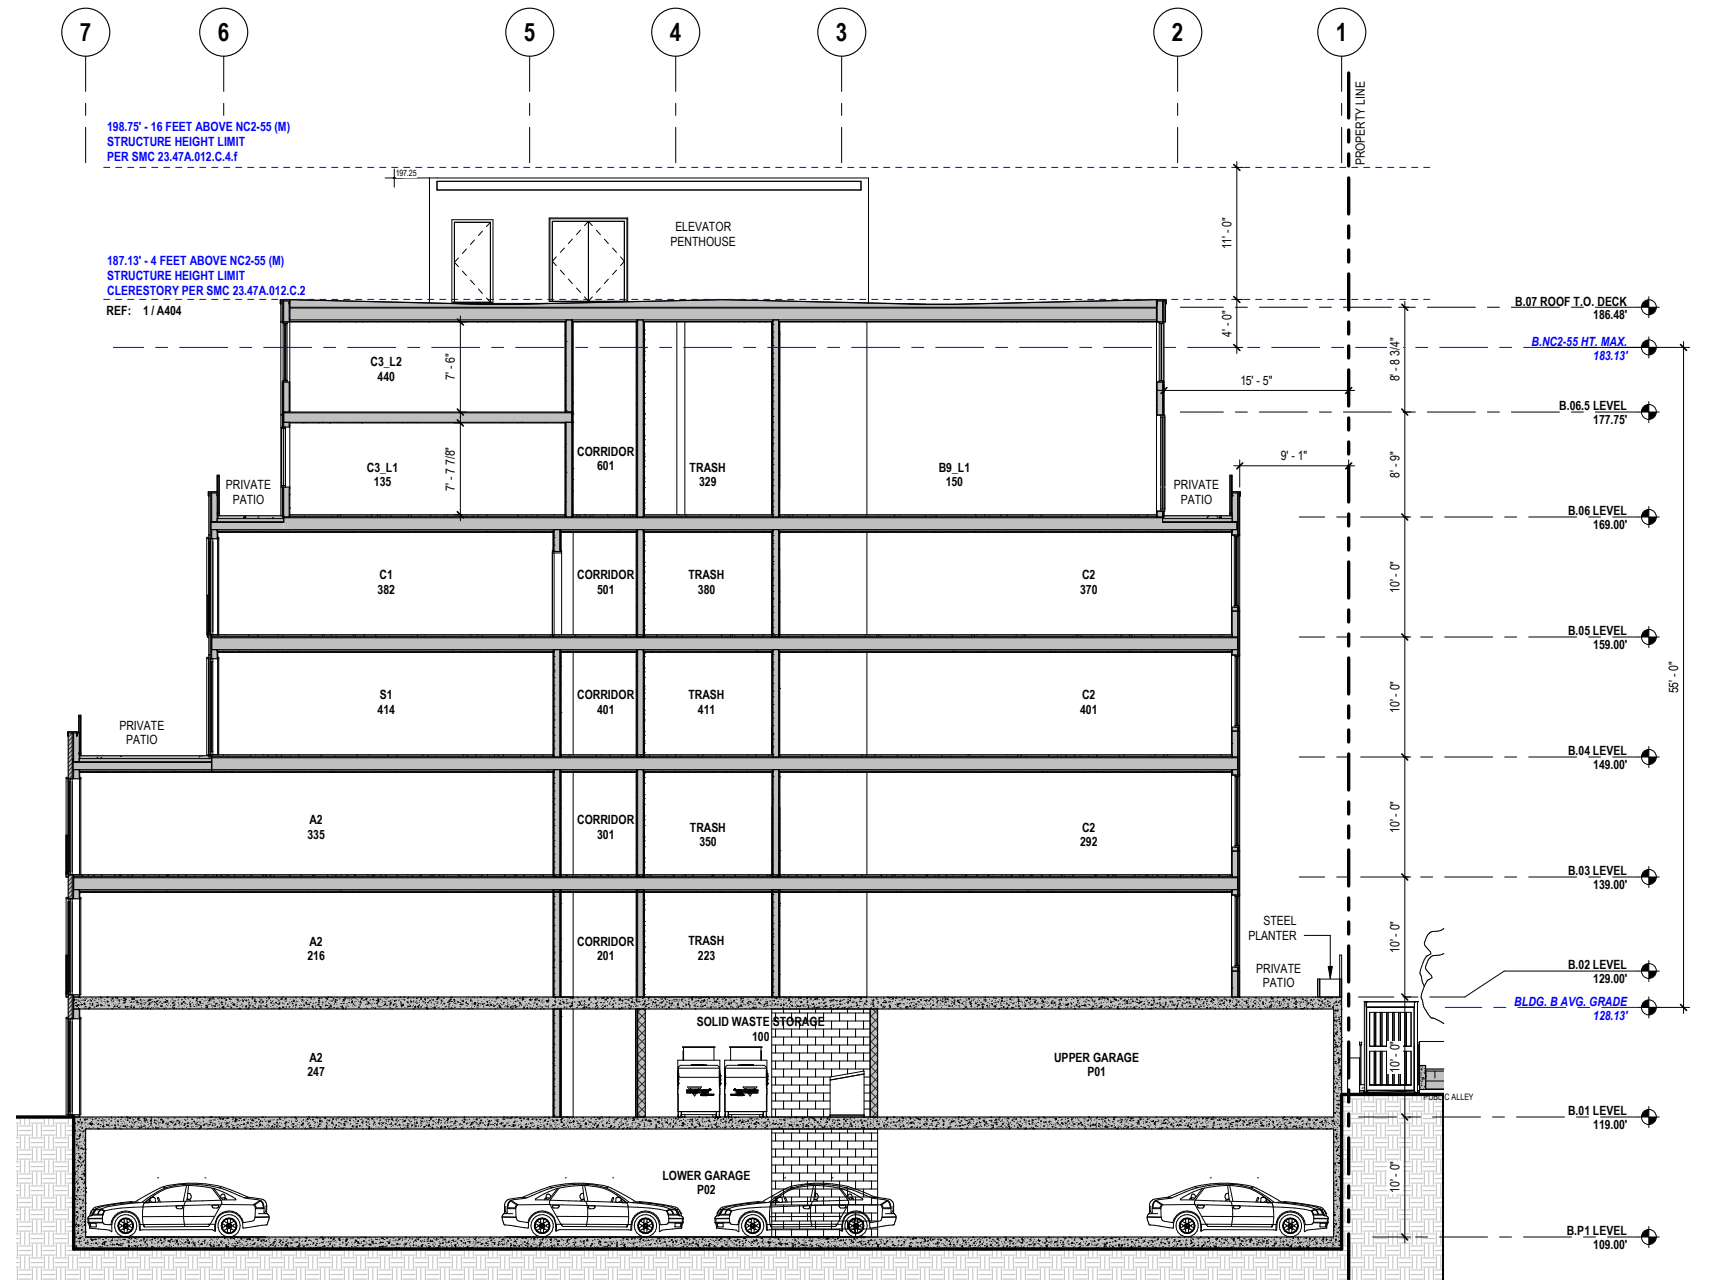 7
6
5
4
3
2
1
PROPERTY LINE
198.75' - 16 FEET ABOVE NC2-55 (M)
STRUCTURE HEIGHT LIMIT
PER SMC 23.47A.012.C.4.f
197.25
ELEVATOR
PENTHOUSE
11' - 0"
187.13' - 4 FEET ABOVE NC2-55 (M)
STRUCTURE HEIGHT LIMIT
CLERESTORY PER SMC 23.47A.012.C.2
REF: 1 / A404
B.07 ROOF T.O. DECK
186.48'
4' - 0"
B.NC2-55 HT. MAX.
183.13'
C3_L2
440
7' - 6"
8' - 8 3/4"
15' - 5"
B.06.5 LEVEL
177.75'
C3_L1
135
7' - 7 7/8"
CORRIDOR
601
TRASH
329
B9_L1
150
9' - 1"
8' - 9"
PRIVATE
PATIO
PRIVATE
PATIO
B.06 LEVEL
169.00'
C1
382
CORRIDOR
501
TRASH
380
C2
370
10' - 0"
B.05 LEVEL
159.00'
S1
414
CORRIDOR
401
TRASH
411
C2
401
10' - 0"
55' - 0"
PRIVATE
PATIO
B.04 LEVEL
149.00'
A2
335
CORRIDOR
301
TRASH
350
C2
292
10' - 0"
B.03 LEVEL
139.00'
A2
216
CORRIDOR
201
TRASH
223
STEEL
PLANTER
PRIVATE
PATIO
10' - 0"
B.02 LEVEL
129.00'
BLDG. B AVG. GRADE
128.13'
A2
247
SOLID WASTE STORAGE
100
UPPER GARAGE
P01
10' - 0"
PUBLIC ALLEY
B.01 LEVEL
119.00'
LOWER GARAGE
P02
10' - 0"
B.P1 LEVEL
109.00'